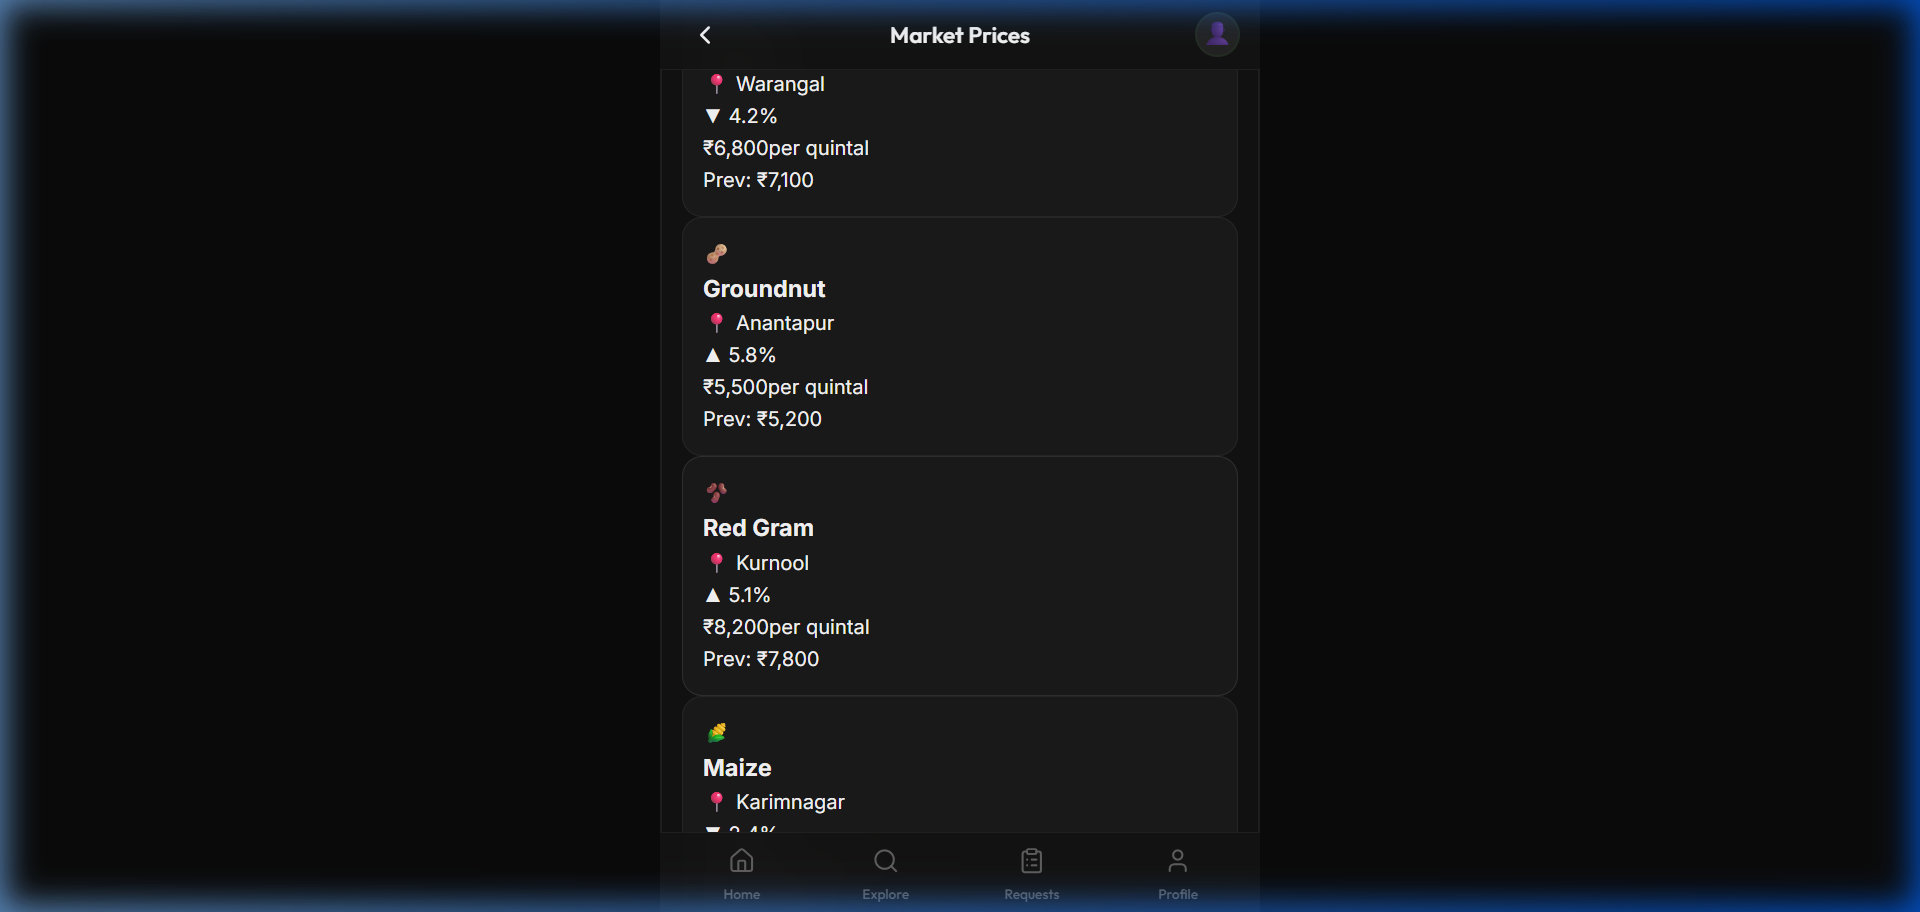 Market Prices
Warangal
▼ 4.2%
₹6,800per quintal
Prev: ₹7,100
Groundnut
Anantapur
▲ 5.8%
₹5,500per quintal
Prev: ₹5,200
Red Gram
Kurnool
▲ 5.1%
₹8,200per quintal
Prev: ₹7,800
Maize
Karimnagar
Home
Explore
Requests
Profile